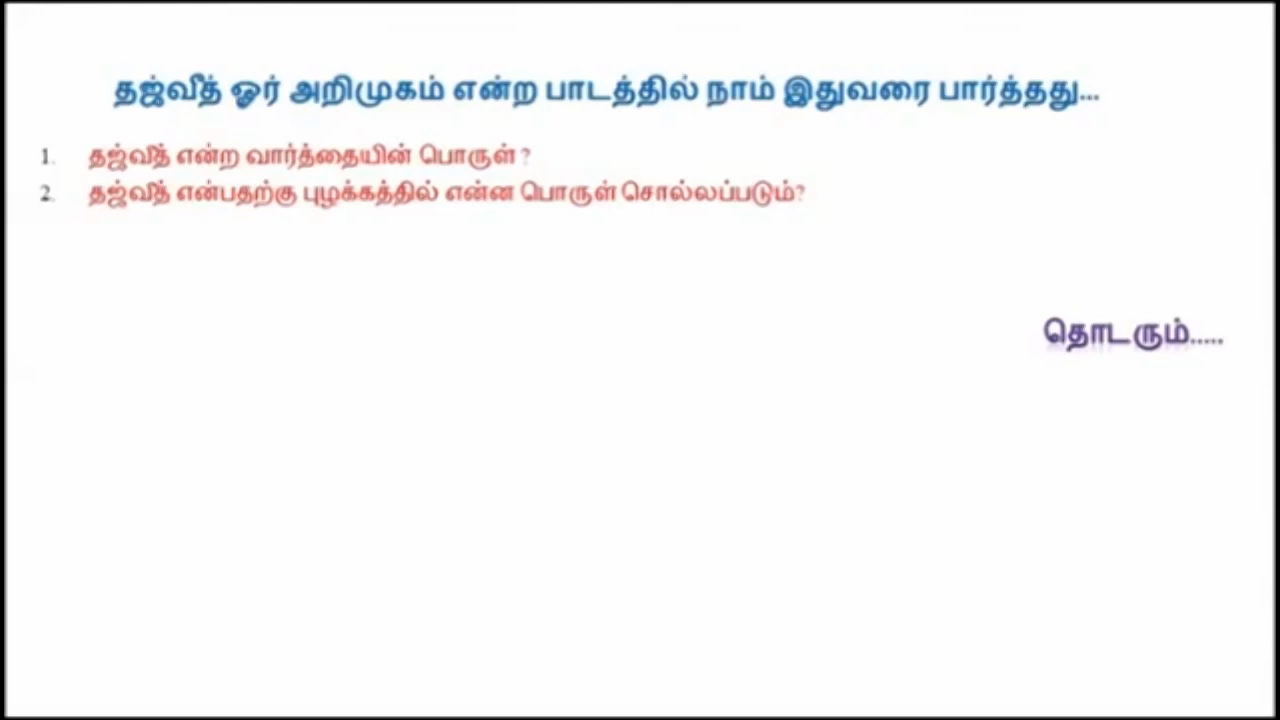 தஜ்வீத் ஓர் அறிமுகம் என்ற பாடத்தில் நாம் இதுவரை பார்த்தது...
1. தஜ்வீத் என்ற வார்த்தையின் பொருள் ?
2. தஜ்வீத் என்பதற்கு புழக்கத்தில் என்ன பொருள் சொல்லப்படும்?
தொடரும்.....